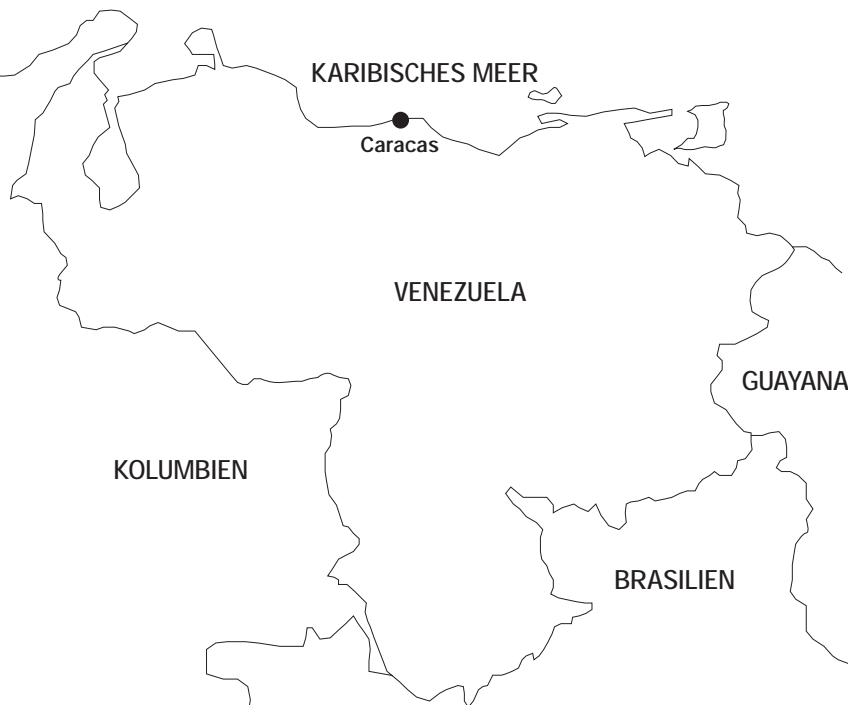 KARIBISCHES MEER
Caracas
VENEZUELA
GUAYANA
KOLUMBIEN
BRASILIEN